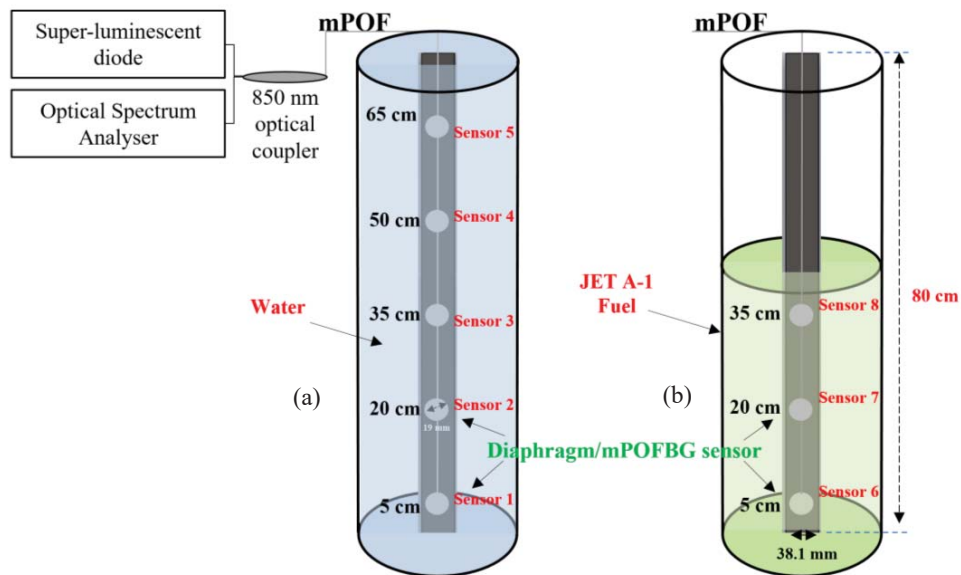 Super-luminescent
diode
Optical Spectrum
Analyser
850 nm
optical
coupler
mPOF
65 cm
Sensor 5
50 cm
Sensor 4
Water
35 cm
Sensor 3
(a)
20 cm
Sensor 2
19 mm
Diaphragm/mPOFBG sensor
5 cm
Sensor 1
mPOF
JET A-1
Fuel
35 cm
Sensor 8
80 cm
(b)
20 cm
Sensor 7
5 cm
Sensor 6
38.1 mm